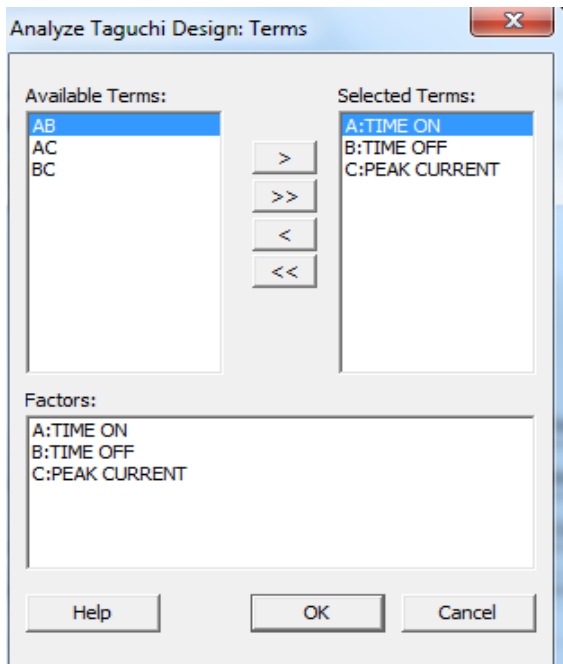 Analyze Taguchi Design: Terms
Available Terms:
AB
AC
BC
>
>>
<
<<
Selected Terms:
A:TIME ON
B:TIME OFF
C:PEAK CURRENT
Factors:
A:TIME ON
B:TIME OFF
C:PEAK CURRENT
Help
OK
Cancel